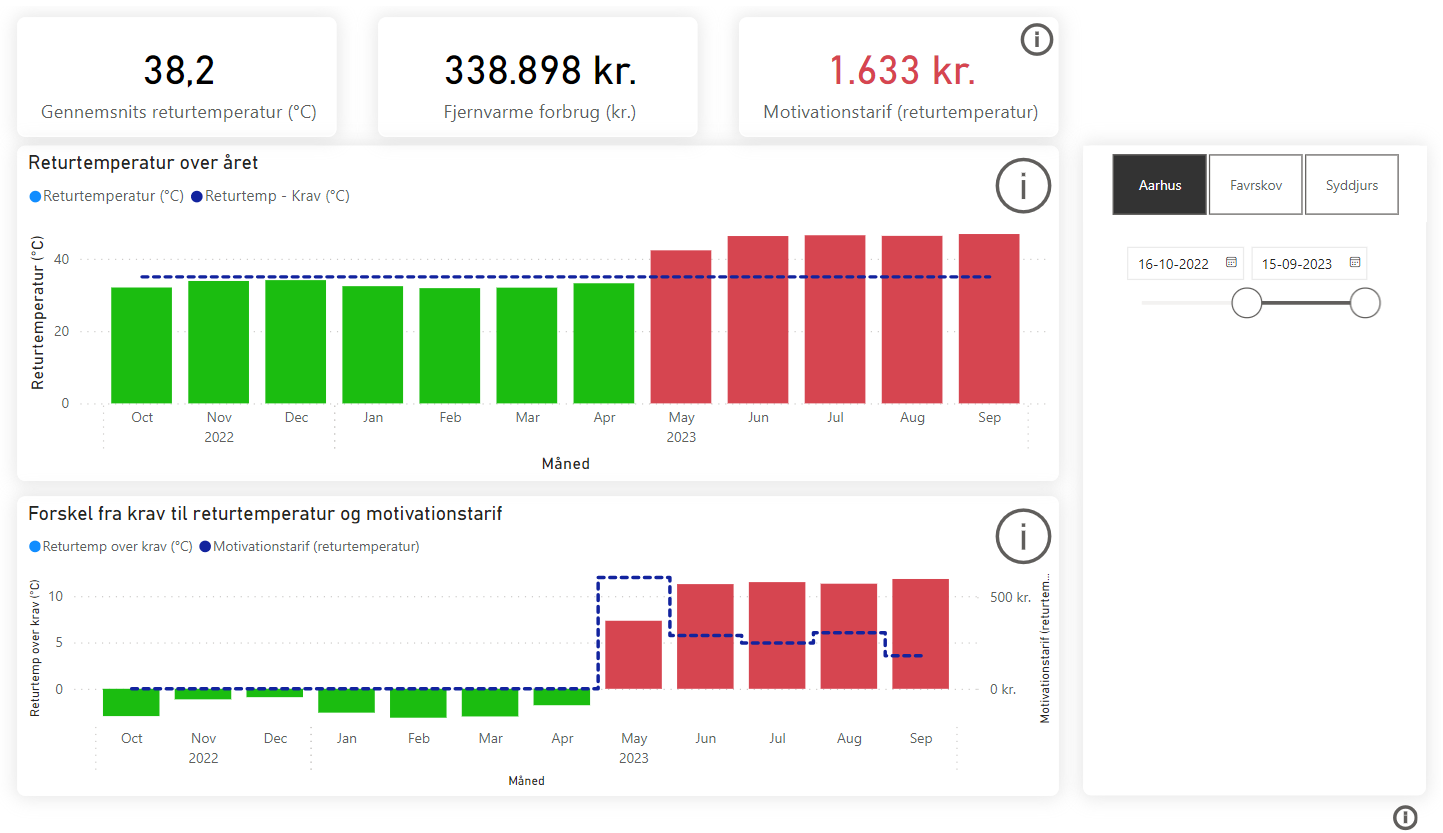 38,2
Gennemsnits returtemperatur (°C)
338.898 kr.
Fjernvarme forbrug (kr.)
1.633 kr.
Motivationstarif (returtemperatur)
Returtemperatur over året
Returtemperatur (°C) Returtemp - Krav (°C)
Returtemperatur (°C)
40
20
0
Oct Nov Dec Jan Feb Mar Apr May Jun Jul Aug Sep
2022 2023
Måned
Forskel fra krav til returtemperatur og motivationstarif
Returtemp over krav (°C) Motivationstarif (returtemperatur)
Returtemp over krav (°C)
10
5
0
500 kr.
0 kr.
Motivationstarif (returtem...
Oct Nov Dec Jan Feb Mar Apr May Jun Jul Aug Sep
2022 2023
Måned
Aarhus Favrskov Syddjurs
16-10-2022 15-09-2023